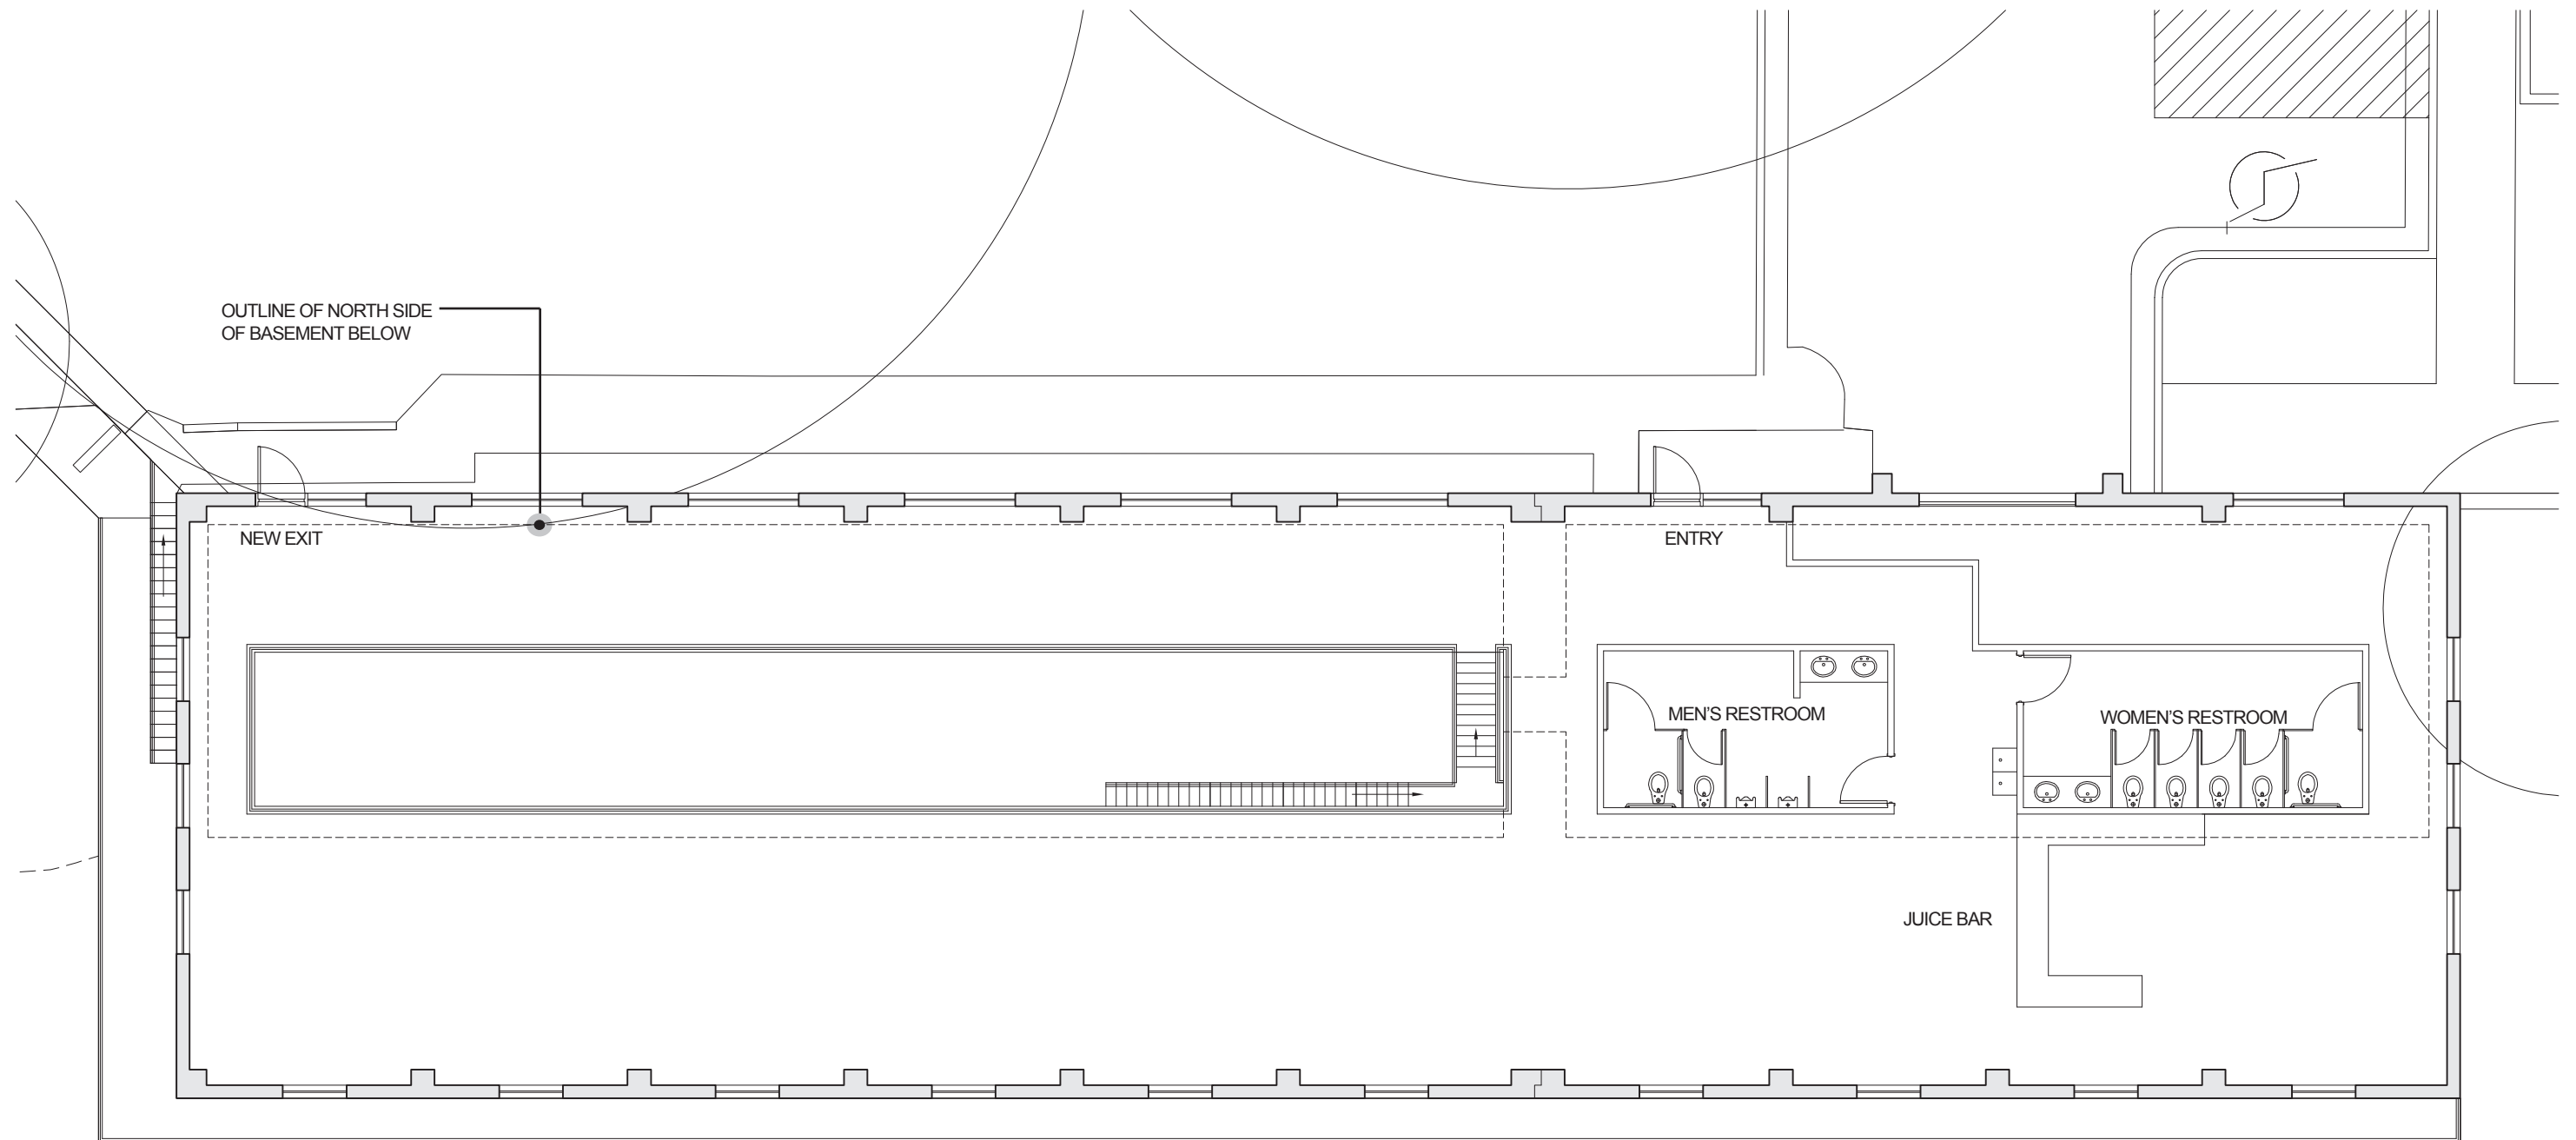 OUTLINE OF NORTH SIDE
OF BASEMENT BELOW
NEW EXIT
ENTRY
MEN'S RESTROOM
WOMEN'S RESTROOM
JUICE BAR